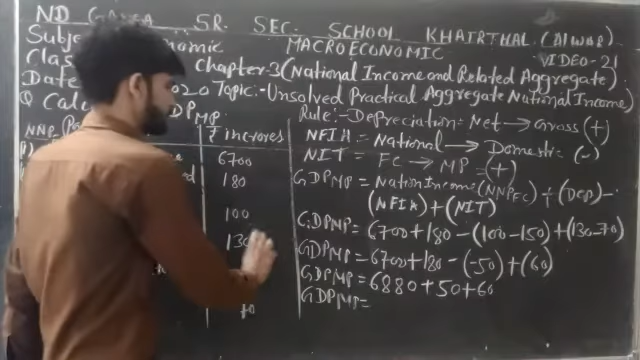 ND SR. SEC. SCHOOL KHAIRTHAL (ALWAR)
Subje nomic MACROECONOMIC VIDEO-21
Clas Chapter-3 (National Income and Related Aggregate)
Date 020 Topic:- Unsolved Practical Aggregate National Income)
Q Calc DPMP
₹ in crores
6700
180
100
130
70
Rule:- Depreciation → Net → Gross (+)
NFIA = National → Domestic (-)
NIT = FC → MP = (+)
GDPMP = Nation Income (NNPFC) + (Dep) -
(NFIA) + (NIT)
GDPMP = 6700 + 180 - (100 - 150) + (130 - 70)
GDPMP = 6700 + 180 - (-50) + (60)
GDPMP = 6880 + 50 + 60
GDPMP =